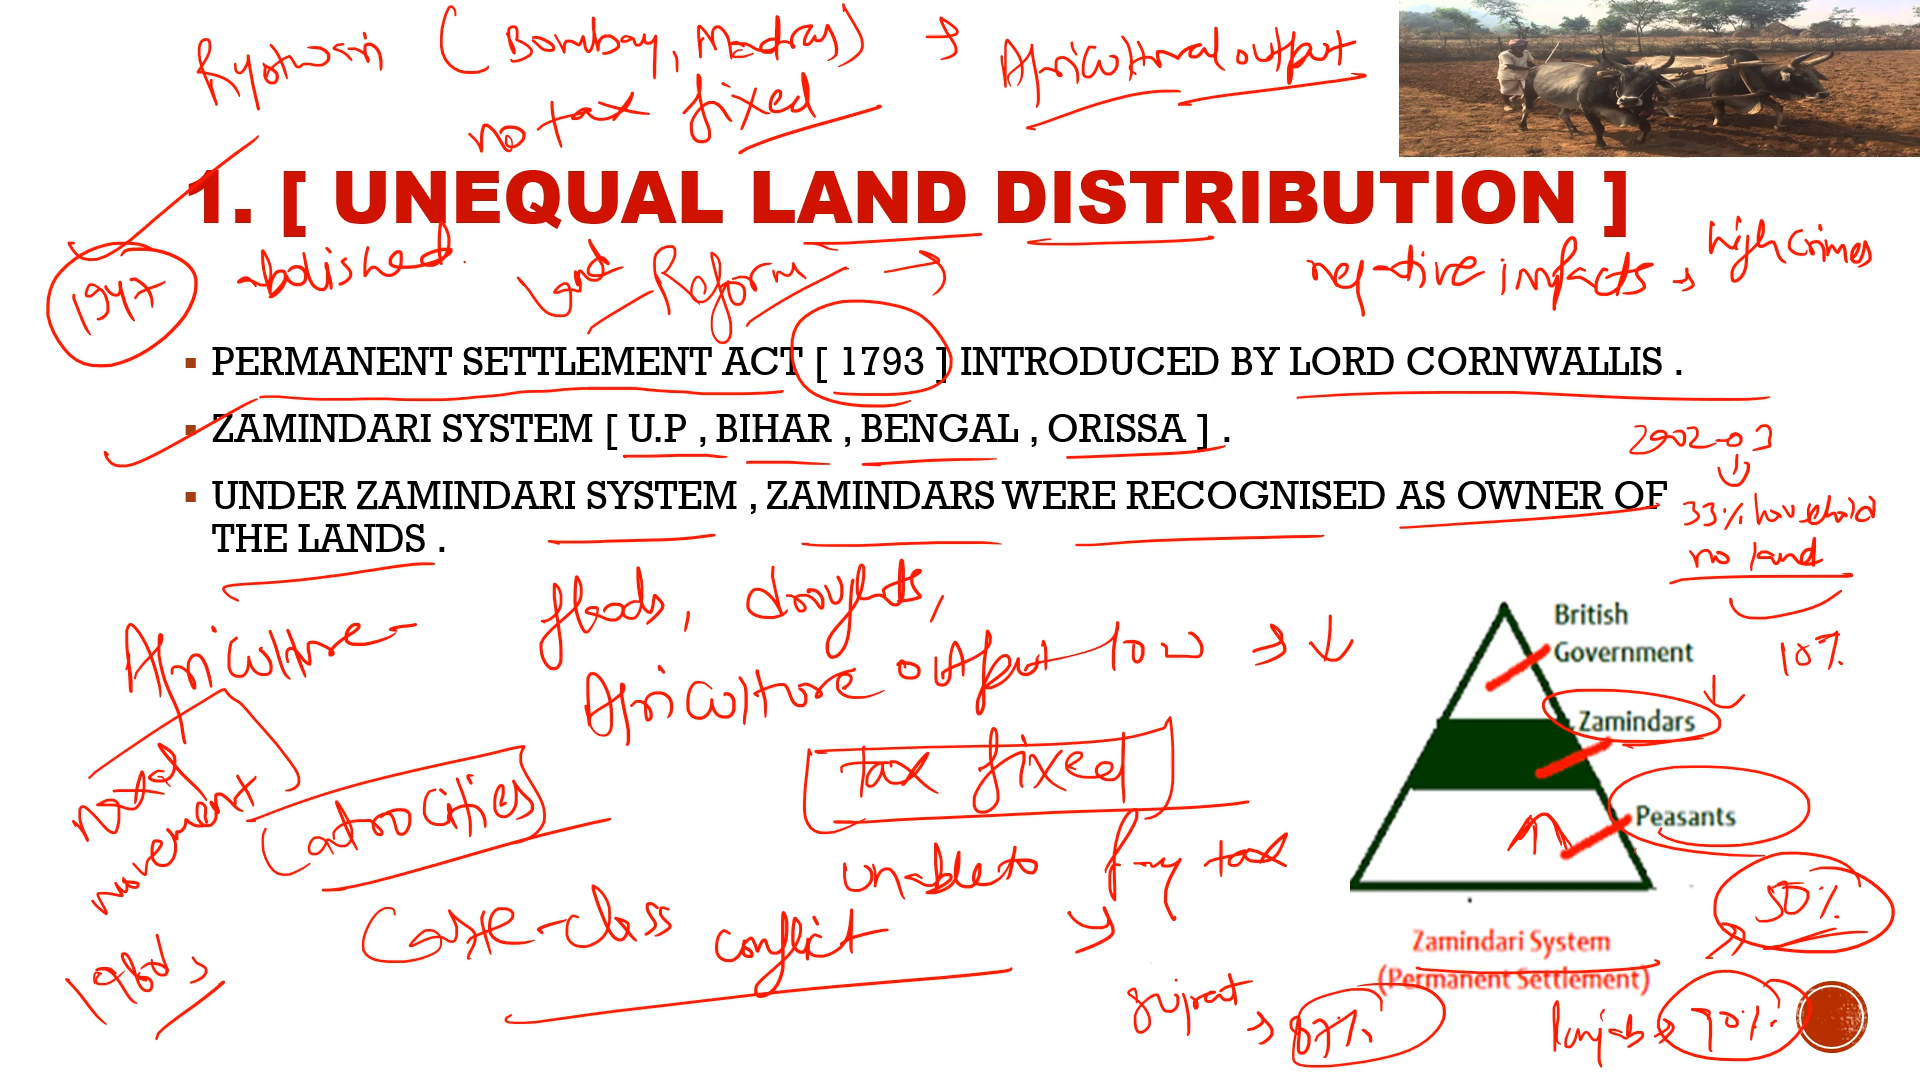 Ryotwari (Bombay, Madras) → Agricultural output
no tax fixed
1. [ UNEQUAL LAND DISTRIBUTION ]
1947 abolished.
Land Reform →
negative impacts → high crimes
PERMANENT SETTLEMENT ACT [ 1793 ] INTRODUCED BY LORD CORNWALLIS .
ZAMINDARI SYSTEM [ U.P , BIHAR , BENGAL , ORISSA ] .
2002-03
UNDER ZAMINDARI SYSTEM , ZAMINDARS WERE RECOGNISED AS OWNER OF
THE LANDS .
33% household
no land
10%
Agriculture
floods, droughts,
Agriculture output low → ↓
tax fixed
unable to pay tax
naxal
movement
1980s
(atrocities)
Caste-class
conflict
British
Government
Zamindars
Peasants
50%
Zamindari System
(Permanent Settlement)
Gujrat → 87%
Punjab → 90%